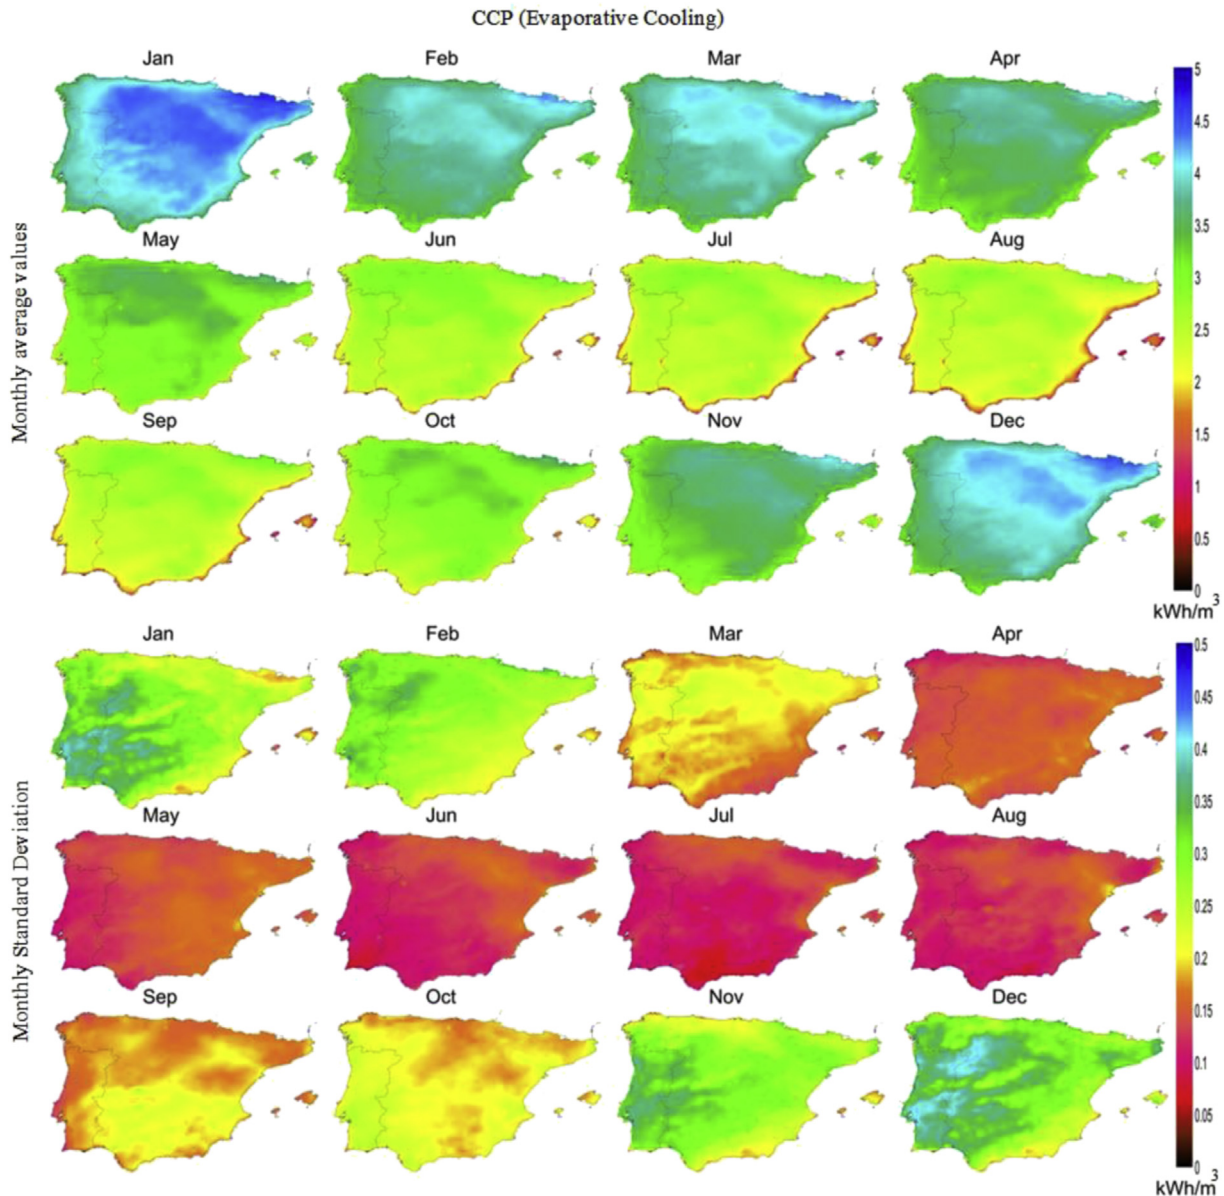 CCP (Evaporative Cooling)
Jan Feb Mar Apr
May Jun Jul Aug
Sep Oct Nov Dec
Monthly average values
5
4.5
4
3.5
3
2.5
2
1.5
1
0.5
0
kWh/m³
Jan Feb Mar Apr
May Jun Jul Aug
Sep Oct Nov Dec
Monthly Standard Deviation
0.5
0.45
0.4
0.35
0.3
0.25
0.2
0.15
0.1
0.05
0
kWh/m³